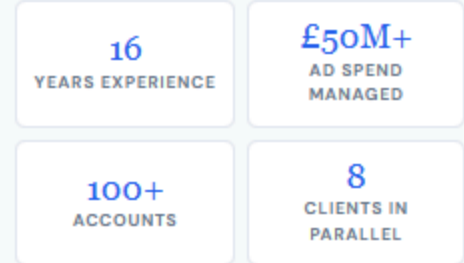 16
YEARS EXPERIENCE
£50M+
AD SPEND
MANAGED
100+
ACCOUNTS
8
CLIENTS IN
PARALLEL